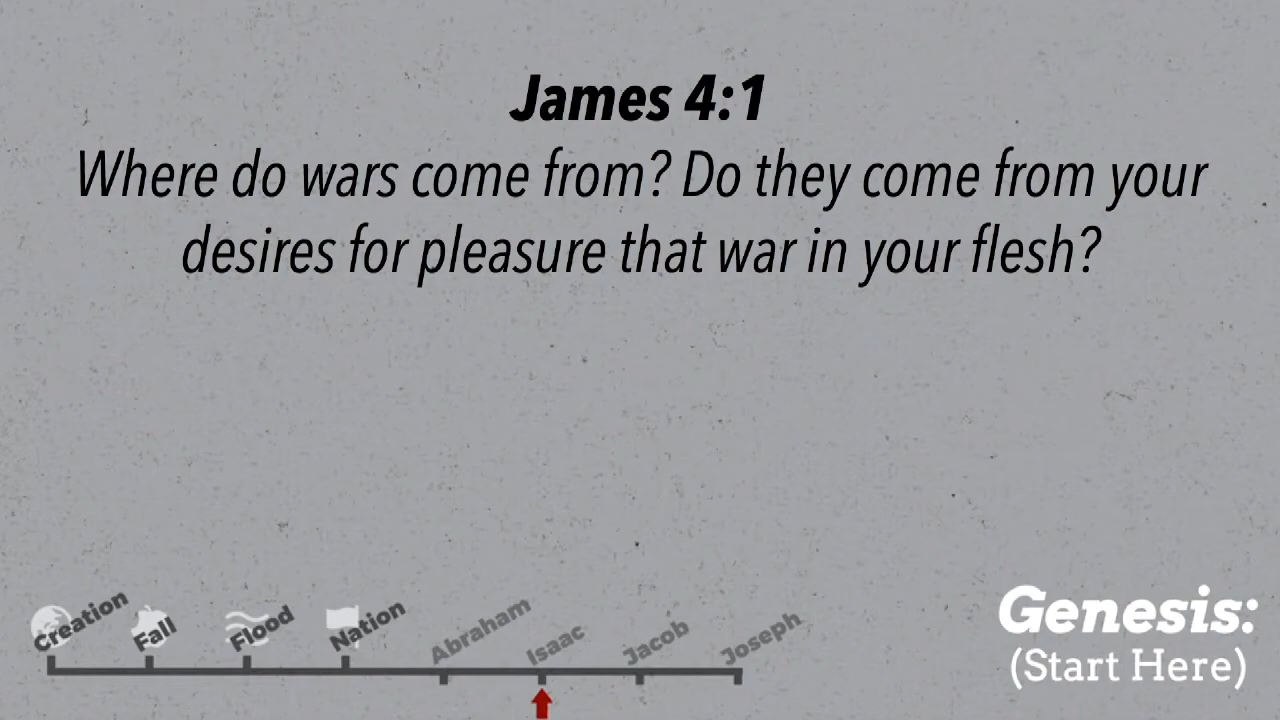 James 4:1
Where do wars come from? Do they come from your
desires for pleasure that war in your flesh?
Creation
Fall
Flood
Nation
Abraham
Isaac
Jacob
Joseph
Genesis:
(Start Here)